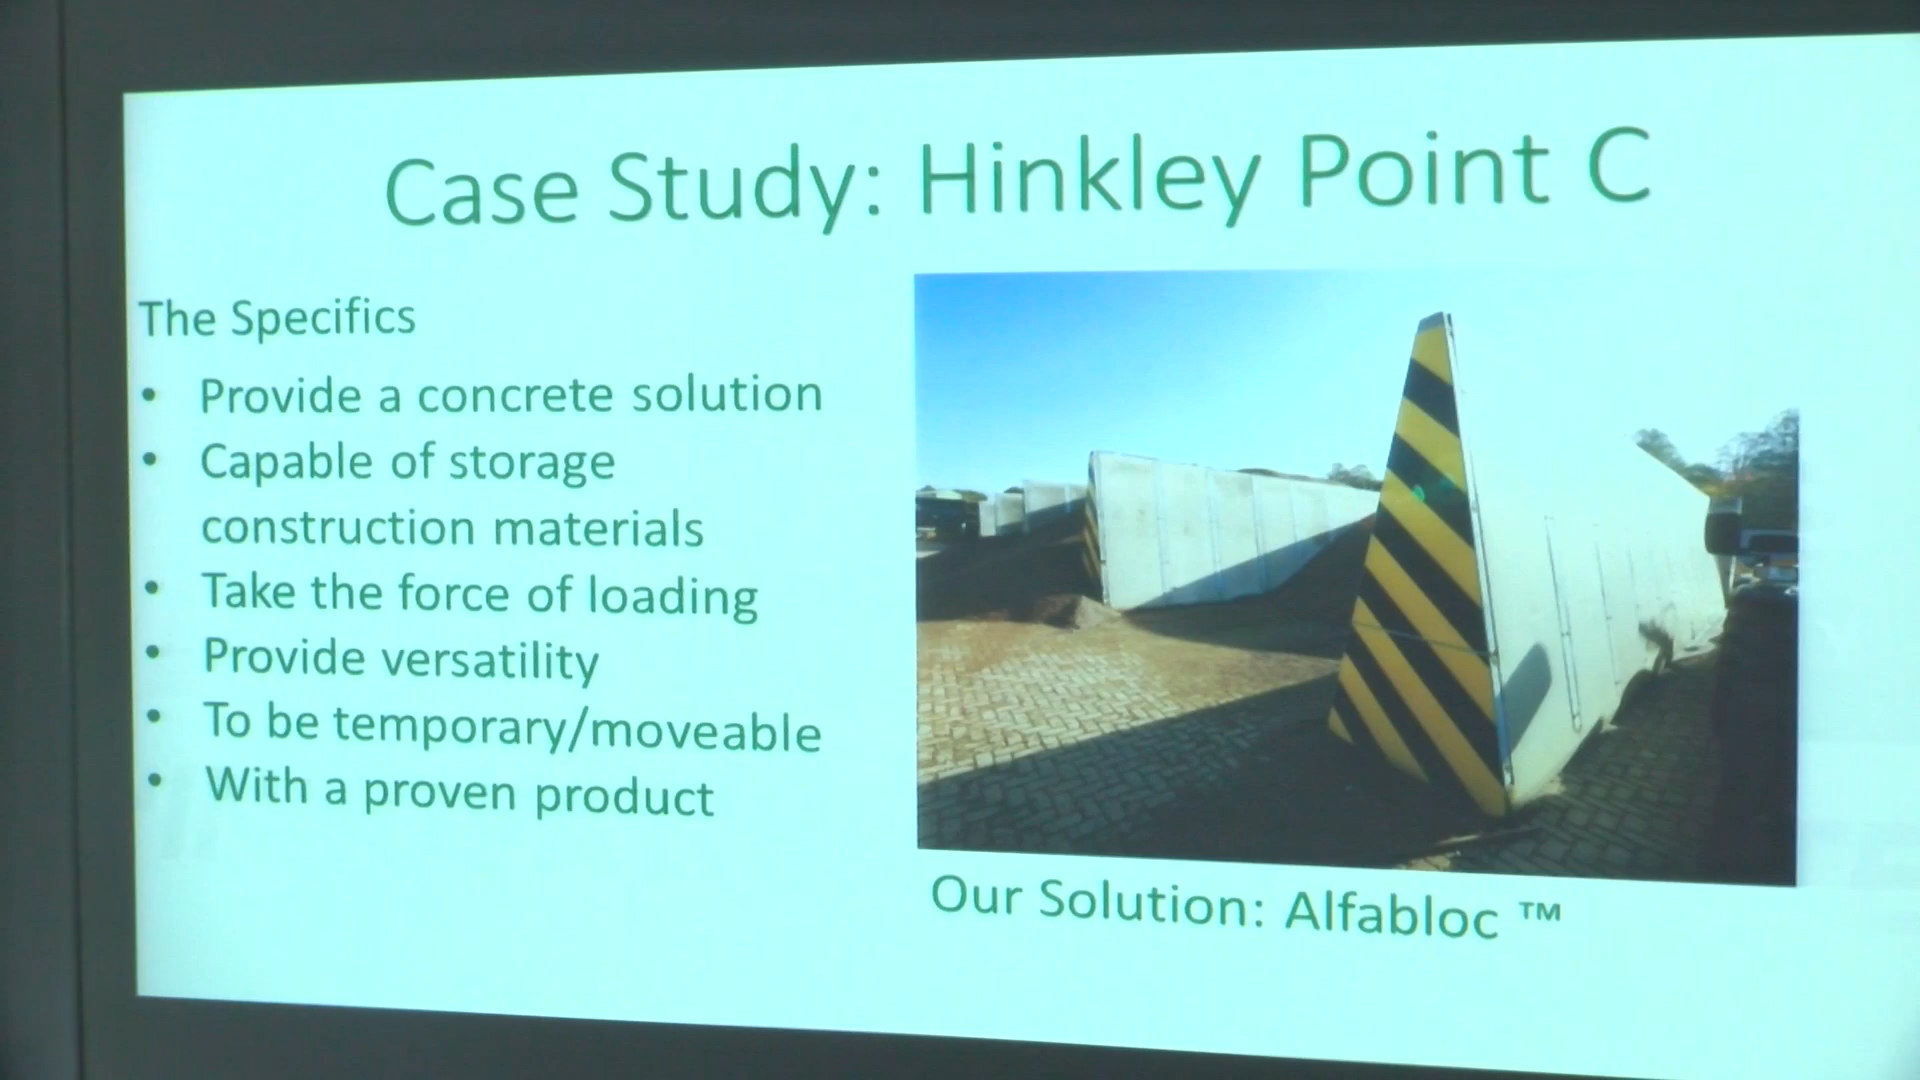 Case Study: Hinkley Point C
The Specifics
• Provide a concrete solution
• Capable of storage
construction materials
• Take the force of loading
• Provide versatility
• To be temporary/moveable
• With a proven product
Our Solution: Alfabloc ™